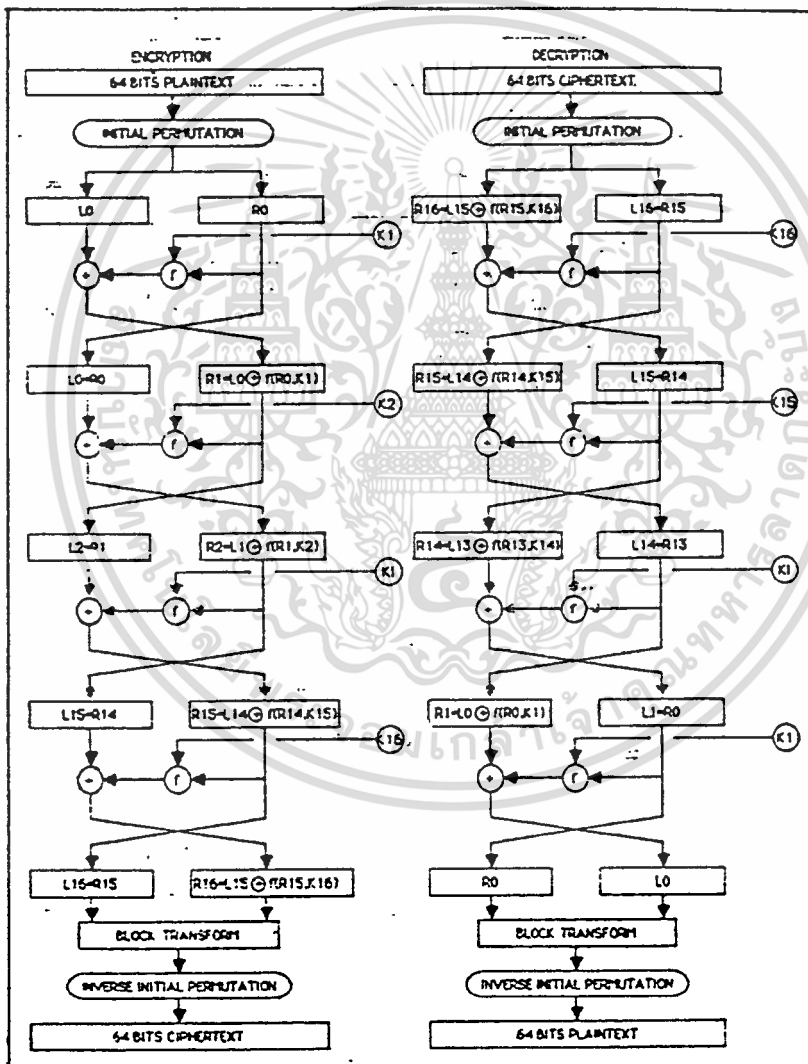 ENCRYPTION
64 BITS PLAINTEXT
INITIAL PERMUTATION
L0
R0
K1
+
f
L0=R0
R1=L0⊕f(R0,K1)
K2
+
f
L2=R1
R2=L1⊕f(R1,K2)
K1
+
f
L15=R14
R15=L14⊕f(R14,K15)
K16
+
f
L16=R15
R16=L15⊕f(R15,K16)
BLOCK TRANSFORM
INVERSE INITIAL PERMUTATION
64 BITS CIPHERTEXT
DECRYPTION
64 BITS CIPHERTEXT
INITIAL PERMUTATION
R16=L15⊕f(R15,K16)
L16=R15
K16
+
f
R15=L14⊕f(R14,K15)
L15=R14
K15
+
f
R14=L13⊕f(R13,K14)
L14=R13
K1
+
f
R1=L0⊕f(R0,K1)
L1=R0
K1
+
f
R0
L0
BLOCK TRANSFORM
INVERSE INITIAL PERMUTATION
64 BITS PLAINTEXT